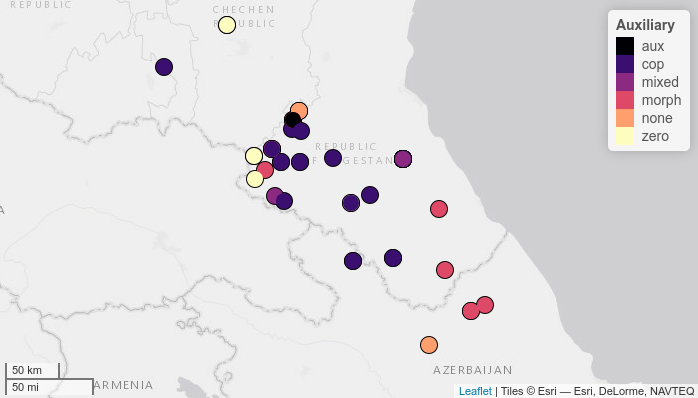 REPUBLIC
CHECHEN
REPUBLIC
Auxiliary
aux
cop
mixed
morph
none
zero
REPUBLIC
OF DAGESTAN
50 km
50 mi
ARMENIA
AZERBAIJAN
Leaflet | Tiles © Esri — Esri, DeLorme, NAVTEQ